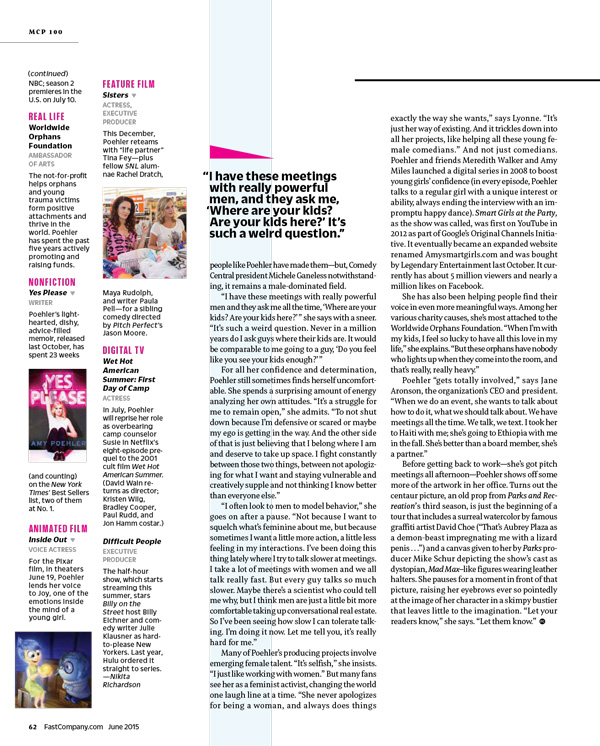 MCP 100
(continued)
NBC; season 2
premieres in the
U.S. on July 10.
REAL LIFE
Worldwide
Orphans
Foundation
AMBASSADOR
OF ARTS
The not-for-profit
helps orphans
and young
trauma victims
form positive
attachments and
thrive in the
world. Poehler
has spent the past
five years actively
promoting and
raising funds.
NONFICTION
Yes Please ♥
WRITER
Poehler's light-
hearted, dishy,
advice-filled
memoir, released
last October, has
spent 23 weeks
YES
PLEASE
AMY POEHLER
(and counting)
on the New York
Times' Best Sellers
list, two of them
at No. 1.
ANIMATED FILM
Inside Out ♥
VOICE ACTRESS
For the Pixar
film, in theaters
June 19, Poehler
lends her voice
to Joy, one of the
emotions inside
the mind of a
young girl.
FEATURE FILM
Sisters ♥
ACTRESS,
EXECUTIVE
PRODUCER
This December,
Poehler reteams
with "life partner"
Tina Fey—plus
fellow SNL alum-
nae Rachel Dratch,
Maya Rudolph,
and writer Paula
Pell—for a sibling
comedy directed
by Pitch Perfect's
Jason Moore.
DIGITAL TV
Wet Hot
American
Summer: First
Day of Camp
ACTRESS
In July, Poehler
will reprise her role
as overbearing
camp counselor
Susie in Netflix's
eight-episode pre-
quel to the 2001
cult film Wet Hot
American Summer.
(David Wain re-
turns as director;
Kristen Wiig,
Bradley Cooper,
Paul Rudd, and
Jon Hamm costar.)
Difficult People
EXECUTIVE
PRODUCER
The half-hour
show, which starts
streaming this
summer, stars
Billy on the
Street host Billy
Eichner and com-
edy writer Julie
Klausner as hard-
to-please New
Yorkers. Last year,
Hulu ordered it
straight to series.
—Nikita
Richardson
"I have these meetings
with really powerful
men, and they ask me,
'Where are your kids?
Are your kids here?' It's
such a weird question."
people like Poehler have made them—but, Comedy
Central president Michele Ganeless notwithstand-
ing, it remains a male-dominated field.
"I have these meetings with really powerful
men and they ask me all the time, 'Where are your
kids? Are your kids here?'" she says with a sneer.
"It's such a weird question. Never in a million
years do I ask guys where their kids are. It would
be comparable to me going to a guy, 'Do you feel
like you see your kids enough?'"
For all her confidence and determination,
Poehler still sometimes finds herself uncomfort-
able. She spends a surprising amount of energy
analyzing her own attitudes. "It's a struggle for
me to remain open," she admits. "To not shut
down because I'm defensive or scared or maybe
my ego is getting in the way. And the other side
of that is just believing that I belong where I am
and deserve to take up space. I fight constantly
between those two things, between not apologiz-
ing for what I want and staying vulnerable and
creatively supple and not thinking I know better
than everyone else."
"I often look to men to model behavior," she
goes on after a pause. "Not because I want to
squelch what's feminine about me, but because
sometimes I want a little more action, a little less
feeling in my interactions. I've been doing this
thing lately where I try to talk slower at meetings.
I take a lot of meetings with women and we all
talk really fast. But every guy talks so much
slower. Maybe there's a scientist who could tell
me why, but I think men are just a little bit more
comfortable taking up conversational real estate.
So I've been seeing how slow I can tolerate talk-
ing. I'm doing it now. Let me tell you, it's really
hard for me."
Many of Poehler's producing projects involve
emerging female talent. "It's selfish," she insists.
"I just like working with women." But many fans
see her as a feminist activist, changing the world
one laugh line at a time. "She never apologizes
for being a woman, and always does things
exactly the way she wants," says Lyonne. "It's
just her way of existing. And it trickles down into
all her projects, like helping all these young fe-
male comedians." And not just comedians.
Poehler and friends Meredith Walker and Amy
Miles launched a digital series in 2008 to boost
young girls' confidence (in every episode, Poehler
talks to a regular girl with a unique interest or
ability, always ending the interview with an im-
promptu happy dance). Smart Girls at the Party,
as the show was called, was first on YouTube in
2012 as part of Google's Original Channels Initia-
tive. It eventually became an expanded website
renamed Amysmartgirls.com and was bought
by Legendary Entertainment last October. It cur-
rently has about 5 million viewers and nearly a
million likes on Facebook.
She has also been helping people find their
voice in even more meaningful ways. Among her
various charity causes, she's most attached to the
Worldwide Orphans Foundation. "When I'm with
my kids, I feel so lucky to have all this love in my
life," she explains. "But these orphans have nobody
who lights up when they come into the room, and
that's really, really heavy."
Poehler "gets totally involved," says Jane
Aronson, the organization's CEO and president.
"When we do an event, she wants to talk about
how to do it, what we should talk about. We have
meetings all the time. We talk, we text. I took her
to Haiti with me; she's going to Ethiopia with me
in the fall. She's better than a board member, she's
a partner."
Before getting back to work—she's got pitch
meetings all afternoon—Poehler shows off some
more of the artwork in her office. Turns out the
centaur picture, an old prop from Parks and Rec-
reation's third season, is just the beginning of a
tour that includes a surreal watercolor by famous
graffiti artist David Choe ("That's Aubrey Plaza as
a demon-beast impregnating me with a lizard
penis . . .") and a canvas given to her by Parks pro-
ducer Mike Schur depicting the show's cast as
dystopian, Mad Max–like figures wearing leather
halters. She pauses for a moment in front of that
picture, raising her eyebrows ever so pointedly
at the image of her character in a skimpy bustier
that leaves little to the imagination. "Let your
readers know," she says. "Let them know."
62 FastCompany.com June 2015